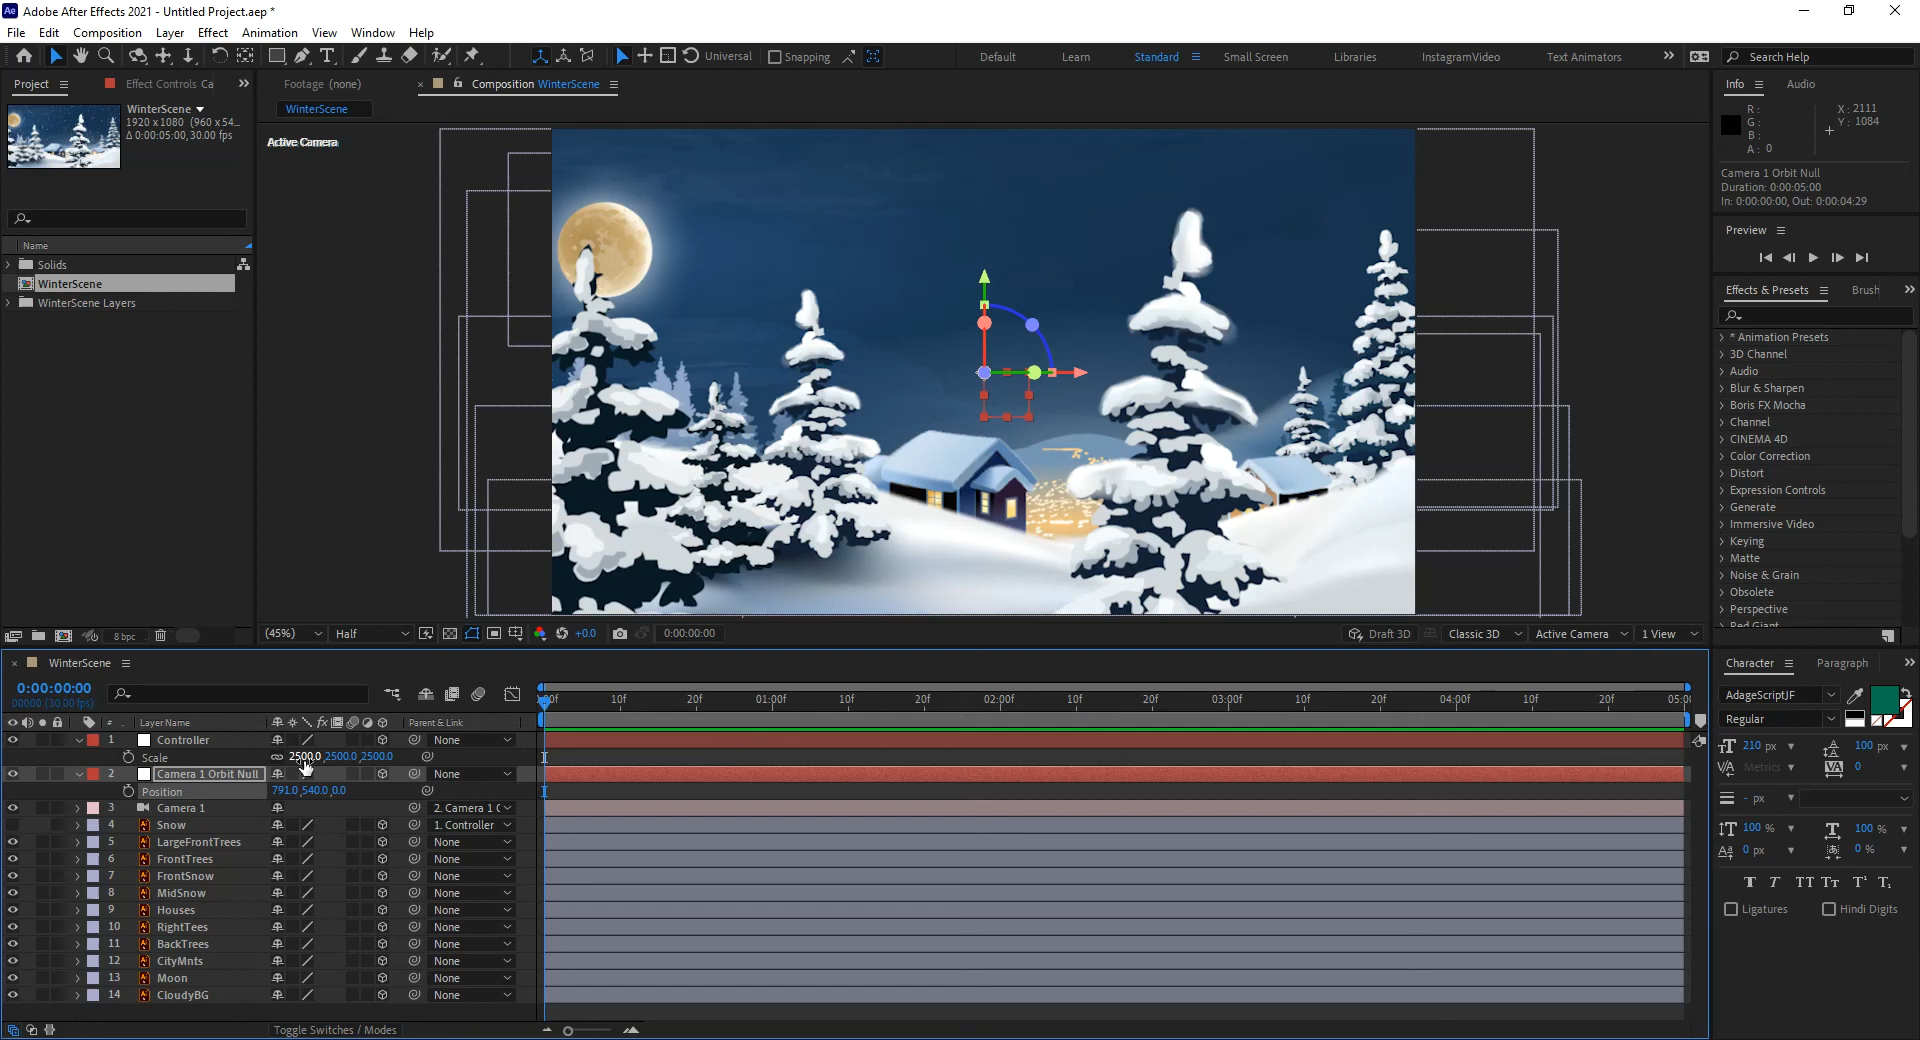 Adobe After Effects 2021 - Untitled Project.aep *
File Edit Composition Layer Effect Animation View Window Help
Universal Snapping Default Learn Standard Small Screen Libraries InstagramVideo Text Animators Search Help
Project Effect Controls Ca
WinterScene
1920 x 1080 (960 x 54...
Δ 0:00:05:00, 30.00 fps
Name
Solids
WinterScene
WinterScene Layers
8 bpc
Footage (none)
Composition WinterScene
WinterScene
Active Camera
(45%) Half +0.0 0:00:00:00 Draft 3D Classic 3D Active Camera 1 View
Info Audio
R :
G :
B :
A : 0
X : 2111
Y : 1084
Camera 1 Orbit Null
Duration: 0:00:05:00
In: 0:00:00:00, Out: 0:00:04:29
Preview
Effects & Presets Brush
* Animation Presets
3D Channel
Audio
Blur & Sharpen
Boris FX Mocha
Channel
CINEMA 4D
Color Correction
Distort
Expression Controls
Generate
Immersive Video
Keying
Matte
Noise & Grain
Obsolete
Perspective
Red Giant
WinterScene
0:00:00:00
00000 (30.00 fps)
:00f 10f 20f 01:00f 10f 20f 02:00f 10f 20f 03:00f 10f 20f 04:00f 10f 20f 05:0
# Layer Name Parent & Link
1 Controller None
Scale 2500.0,2500.0,2500.0
2 Camera 1 Orbit Null None
Position 791.0,540.0,0.0
3 Camera 1 2. Camera 1 (
4 Snow 1. Controller
5 LargeFrontTrees None
6 FrontTrees None
7 FrontSnow None
8 MidSnow None
9 Houses None
10 RightTees None
11 BackTrees None
12 CityMnts None
13 Moon None
14 CloudyBG None
Toggle Switches / Modes
Character Paragraph
AdageScriptJF
Regular
210 px 100 px
Metrics 0
- px
100 % 100 %
0 px 0 %
T T TT Tt T¹ T₁
Ligatures Hindi Digits